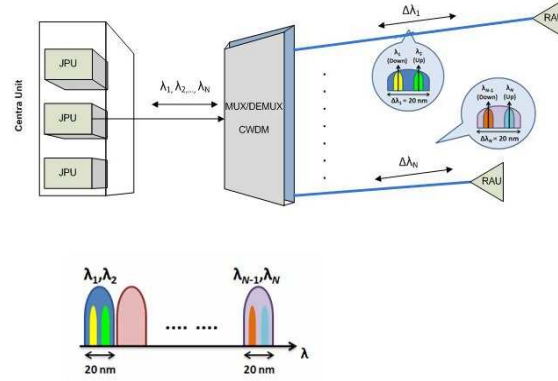 Centra Unit
JPU
JPU
JPU
λ1, λ2,..., λN
MUX/DEMUX
CWDM
Δλ1
RAU
λ1
(Down)
λ2
(Up)
Δλ1 = 20 nm
λN-1
(Down)
λN
(Up)
ΔλN = 20 nm
ΔλN
RAU
λ1,λ2
λN-1,λN
.... ....
λ
20 nm
20 nm